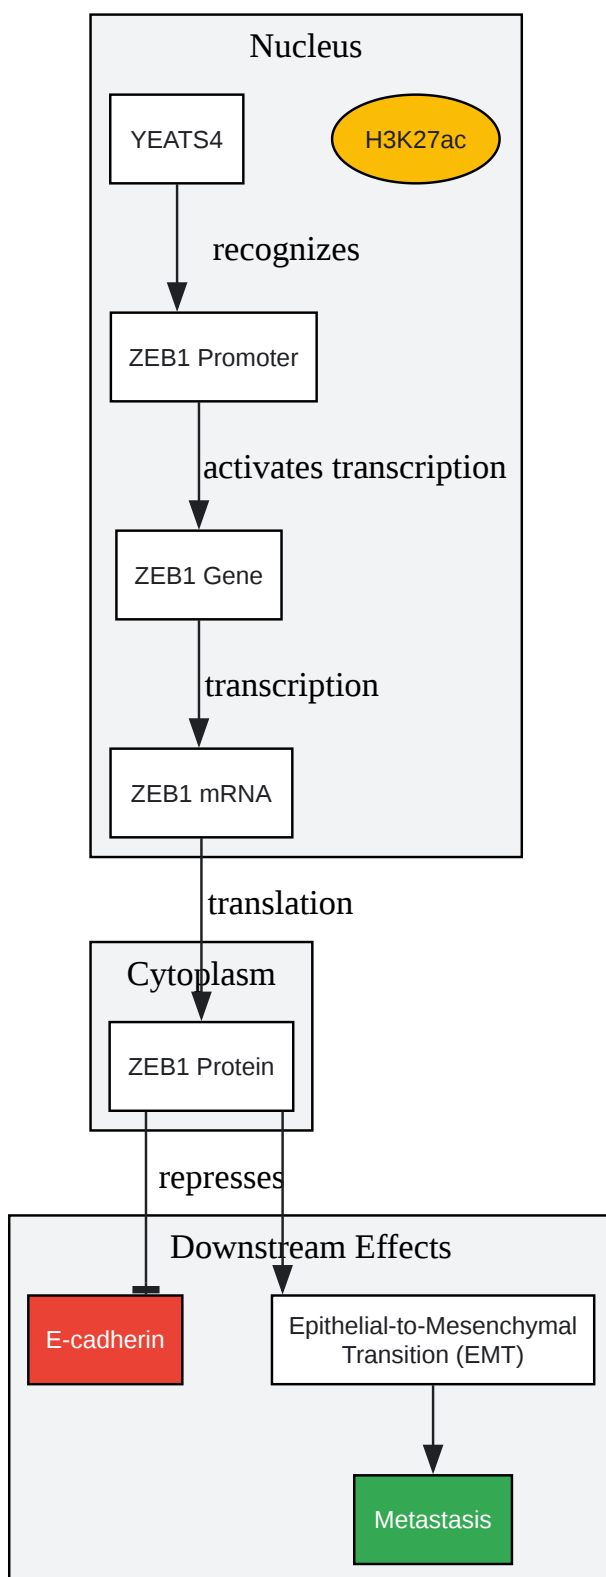 Nucleus
YEATS4
H3K27ac
recognizes
ZEB1 Promoter
activates transcription
ZEB1 Gene
transcription
ZEB1 mRNA
translation
Cytoplasm
ZEB1 Protein
represses
Downstream Effects
E-cadherin
Epithelial-to-Mesenchymal
Transition (EMT)
Metastasis